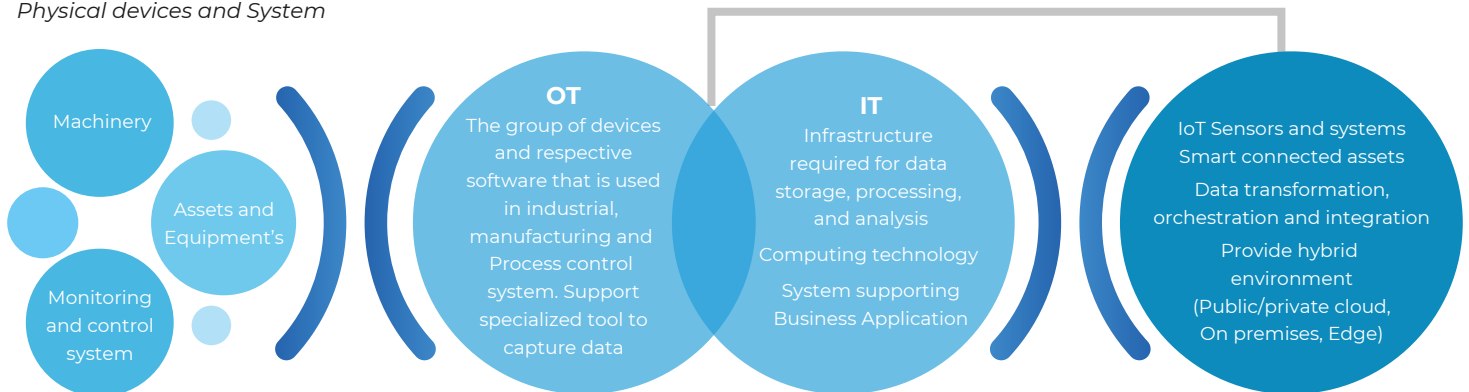 Physical devices and System
Machinery
Assets and
Equipment's
Monitoring
and control
system
OT
The group of devices
and respective
software that is used
in industrial,
manufacturing and
Process control
system. Support
specialized tool to
capture data
IT
Infrastructure
required for data
storage, processing,
and analysis
Computing technology
System supporting
Business Application
IoT Sensors and systems
Smart connected assets
Data transformation,
orchestration and integration
Provide hybrid
environment
(Public/private cloud,
On premises, Edge)